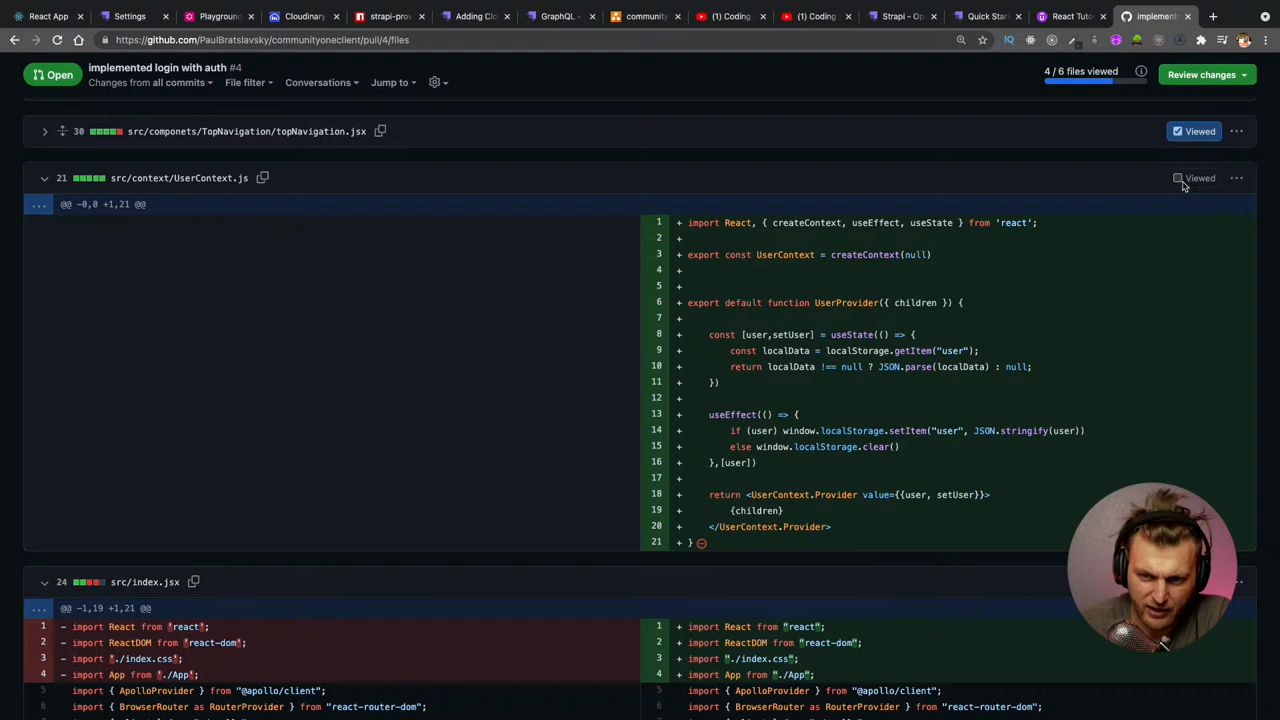 React App
Settings
Playground
Cloudinary
strapi-prov
Adding Clo
GraphQL -
community
(1) Coding
(1) Coding
Strapi - Op
Quick Start
React Tuto
implement
https://github.com/PaulBratslavsky/communityoneclient/pull/4/files
Open
implemented login with auth #4
Changes from all commits
File filter
Conversations
Jump to
4 / 6 files viewed
Review changes
30 src/componets/TopNavigation/topNavigation.jsx
Viewed
21 src/context/UserContext.js
Viewed
... @@ -0,0 +1,21 @@
1 + import React, { createContext, useEffect, useState } from 'react';
2 +
3 + export const UserContext = createContext(null)
4 +
5 +
6 + export default function UserProvider({ children }) {
7 +
8 + const [user,setUser] = useState(() => {
9 + const localData = localStorage.getItem("user");
10 + return localData !== null ? JSON.parse(localData) : null;
11 + })
12 +
13 + useEffect(() => {
14 + if (user) window.localStorage.setItem("user", JSON.stringify(user))
15 + else window.localStorage.clear()
16 + },[user])
17 +
18 + return <UserContext.Provider value={{user, setUser}}>
19 + {children}
20 + </UserContext.Provider>
21 + }
24 src/index.jsx
... @@ -1,19 +1,21 @@
1 - import React from 'react';
2 - import ReactDOM from 'react-dom';
3 - import './index.css';
4 - import App from './App';
5 import { ApolloProvider } from "@apollo/client";
6 import { BrowserRouter as RouterProvider } from "react-router-dom";
1 + import React from "react";
2 + import ReactDOM from "react-dom";
3 + import "./index.css";
4 + import App from "./App";
5 import { ApolloProvider } from "@apollo/client";
6 import { BrowserRouter as RouterProvider } from "react-router-dom";